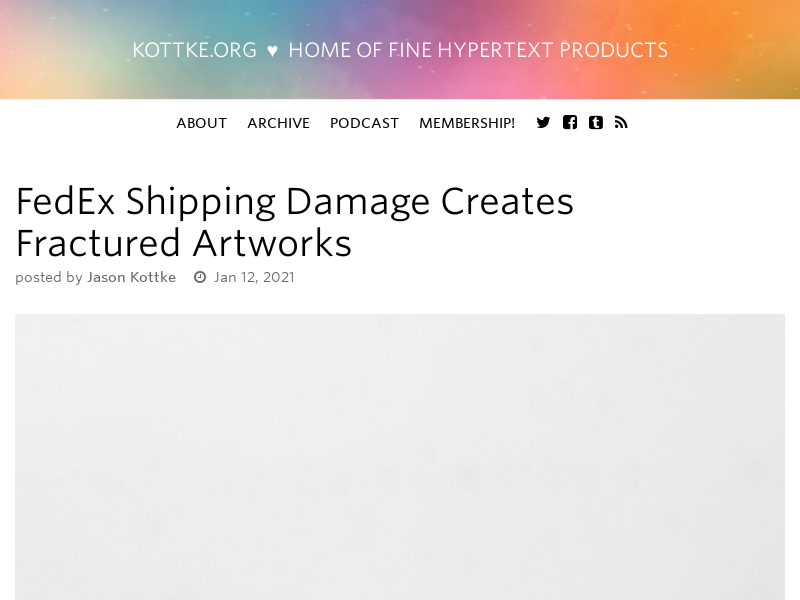 KOTTKE.ORG ♥ HOME OF FINE HYPERTEXT PRODUCTS
ABOUT ARCHIVE PODCAST MEMBERSHIP!
FedEx Shipping Damage Creates
Fractured Artworks
posted by Jason Kottke Jan 12, 2021